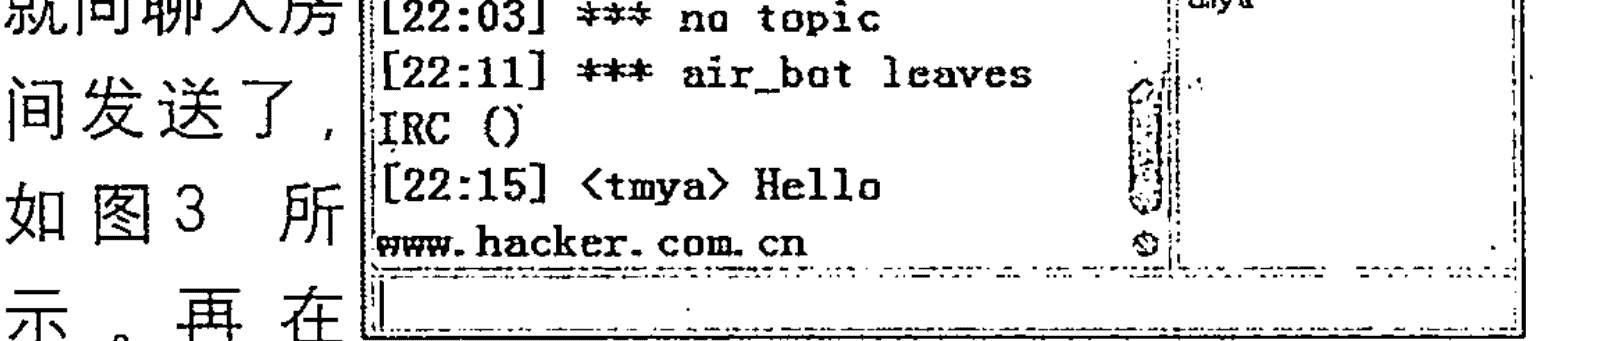 就向聊天房
间发送了，
如图3 所
示。再在
[22:03] *** no topic
[22:11] *** air_bot leaves
IRC ()
[22:15] <tmya> Hello
www.hacker.com.cn